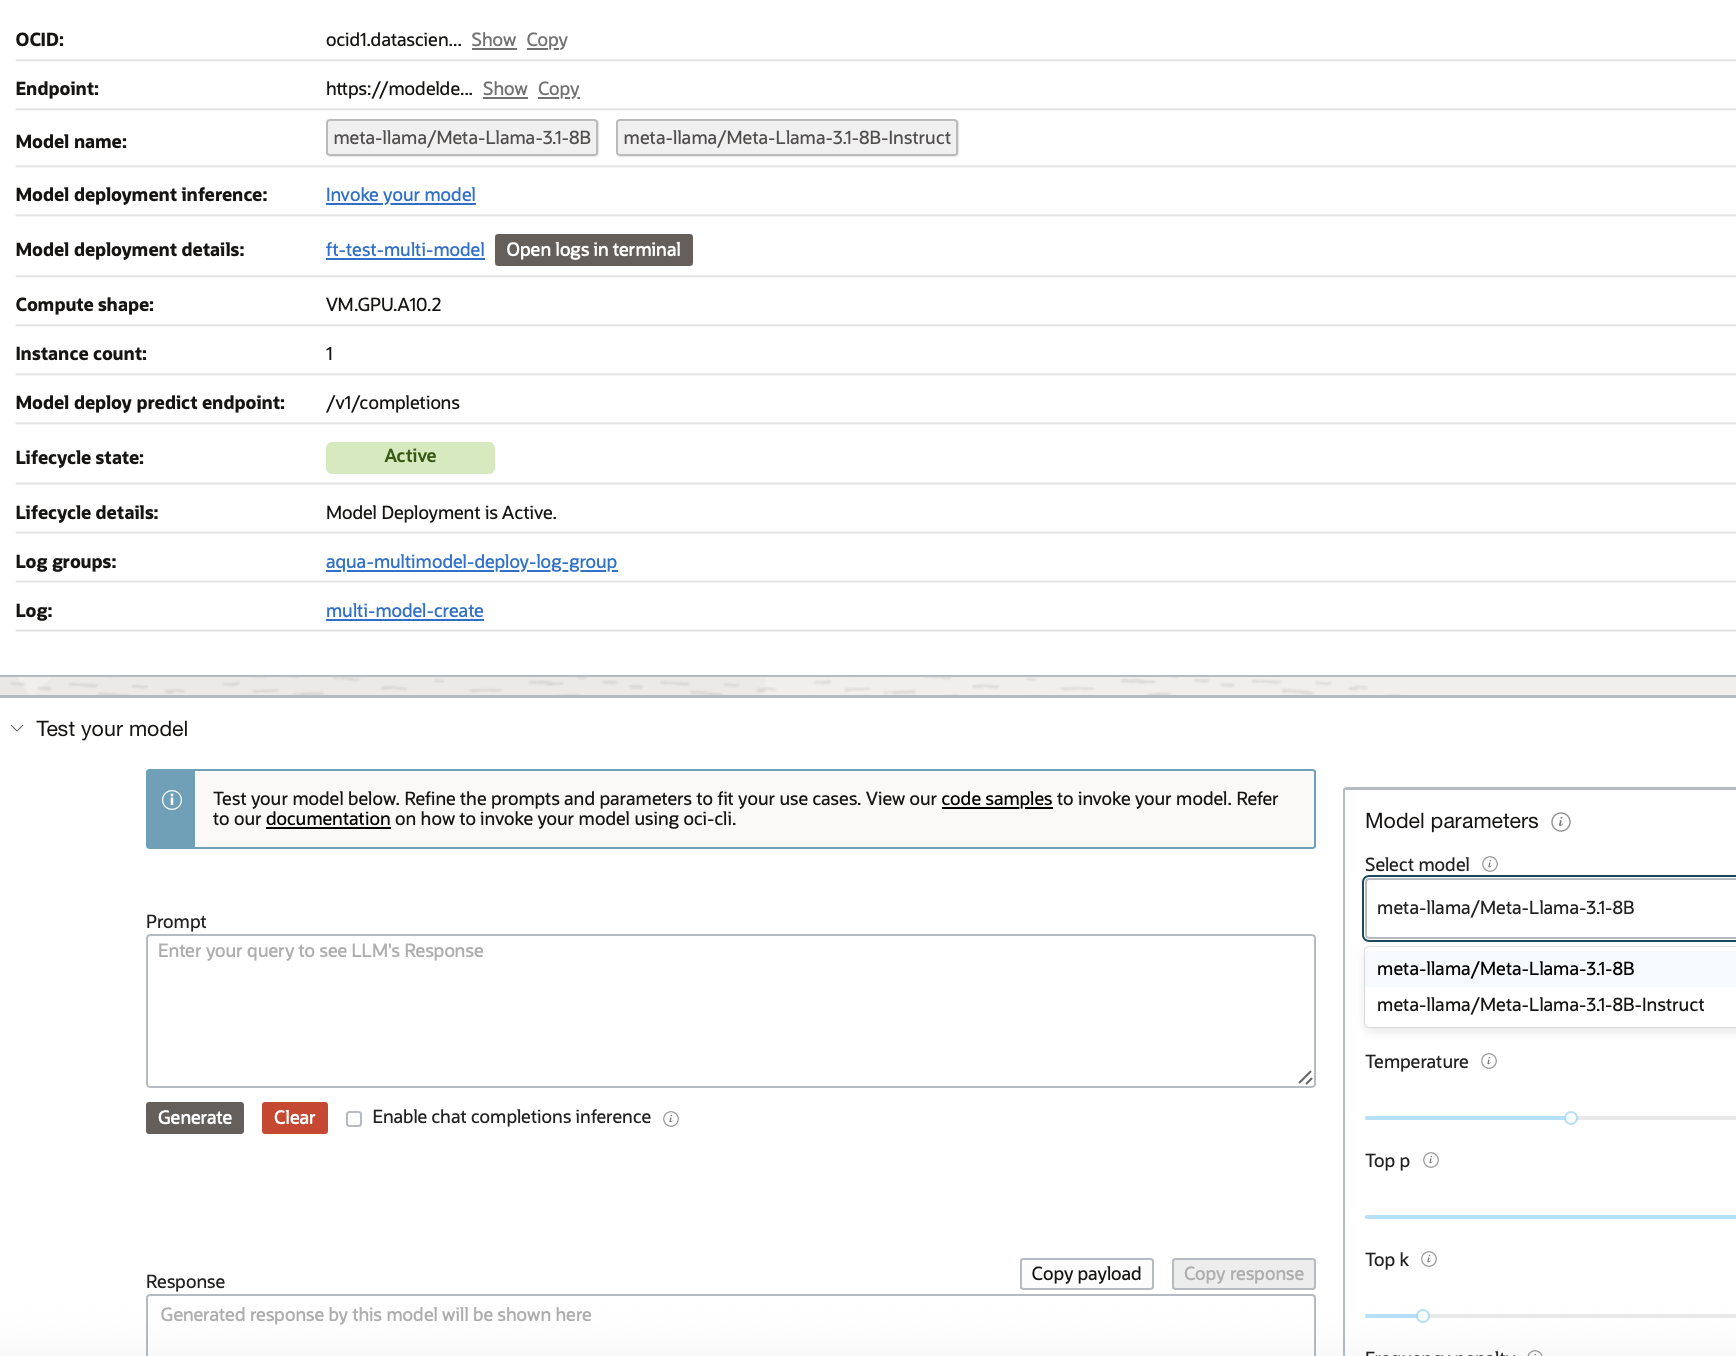 OCID: ocid1.datascien... Show Copy
Endpoint: https://modelde... Show Copy
Model name: meta-llama/Meta-Llama-3.1-8B meta-llama/Meta-Llama-3.1-8B-Instruct
Model deployment inference: Invoke your model
Model deployment details: ft-test-multi-model Open logs in terminal
Compute shape: VM.GPU.A10.2
Instance count: 1
Model deploy predict endpoint: /v1/completions
Lifecycle state: Active
Lifecycle details: Model Deployment is Active.
Log groups: aqua-multimodel-deploy-log-group
Log: multi-model-create
Test your model
Test your model below. Refine the prompts and parameters to fit your use cases. View our code samples to invoke your model. Refer
to our documentation on how to invoke your model using oci-cli.
Prompt
Enter your query to see LLM's Response
Generate Clear Enable chat completions inference
Response Copy payload Copy response
Generated response by this model will be shown here
Model parameters
Select model
meta-llama/Meta-Llama-3.1-8B
meta-llama/Meta-Llama-3.1-8B
meta-llama/Meta-Llama-3.1-8B-Instruct
Temperature
Top p
Top k
Frequency penalty